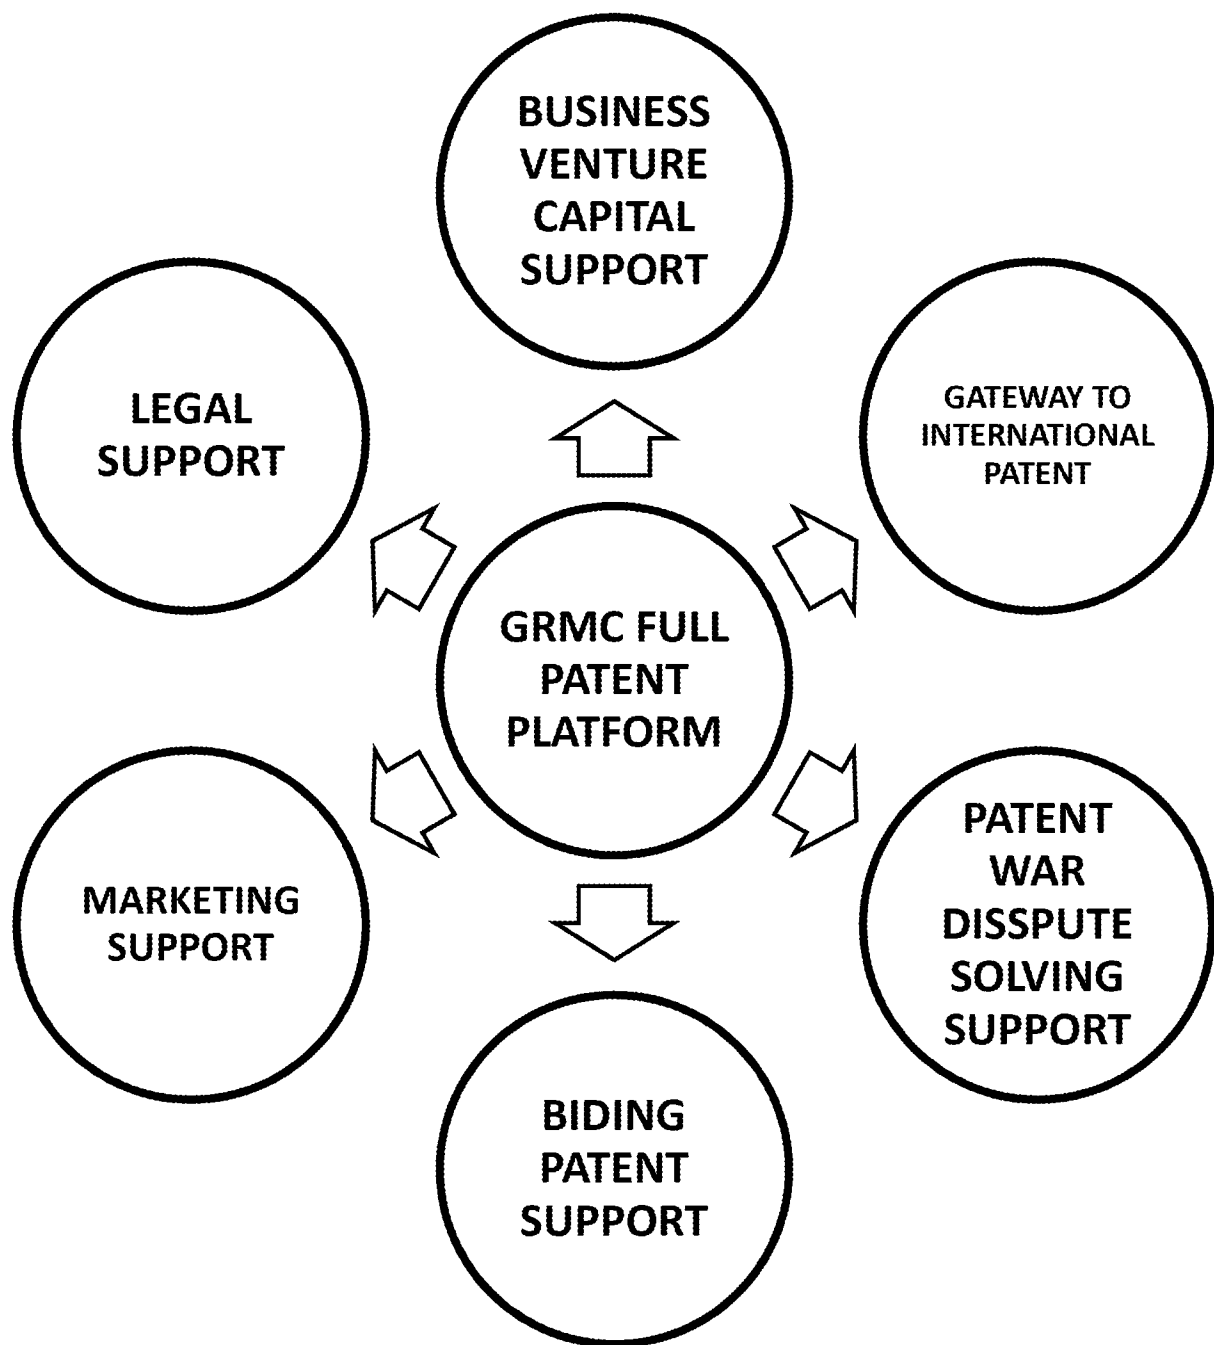 BUSINESS
VENTURE
CAPITAL
SUPPORT
LEGAL
SUPPORT
GATEWAY TO
INTERNATIONAL
PATENT
GRMC FULL
PATENT
PLATFORM
MARKETING
SUPPORT
PATENT
WAR
DISSPUTE
SOLVING
SUPPORT
BIDING
PATENT
SUPPORT